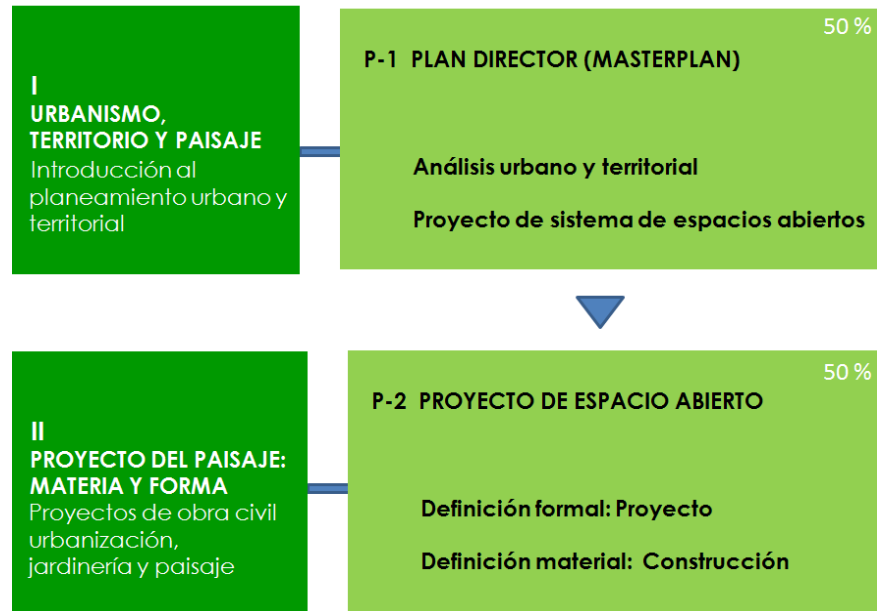 I
URBANISMO,
TERRITORIO Y PAISAJE
Introducción al
planeamiento urbano y
territorial
50 %
P-1 PLAN DIRECTOR (MASTERPLAN)
Análisis urbano y territorial
Proyecto de sistema de espacios abiertos
II
PROYECTO DEL PAISAJE:
MATERIA Y FORMA
Proyectos de obra civil
urbanización,
jardinería y paisaje
50 %
P-2 PROYECTO DE ESPACIO ABIERTO
Definición formal: Proyecto
Definición material: Construcción